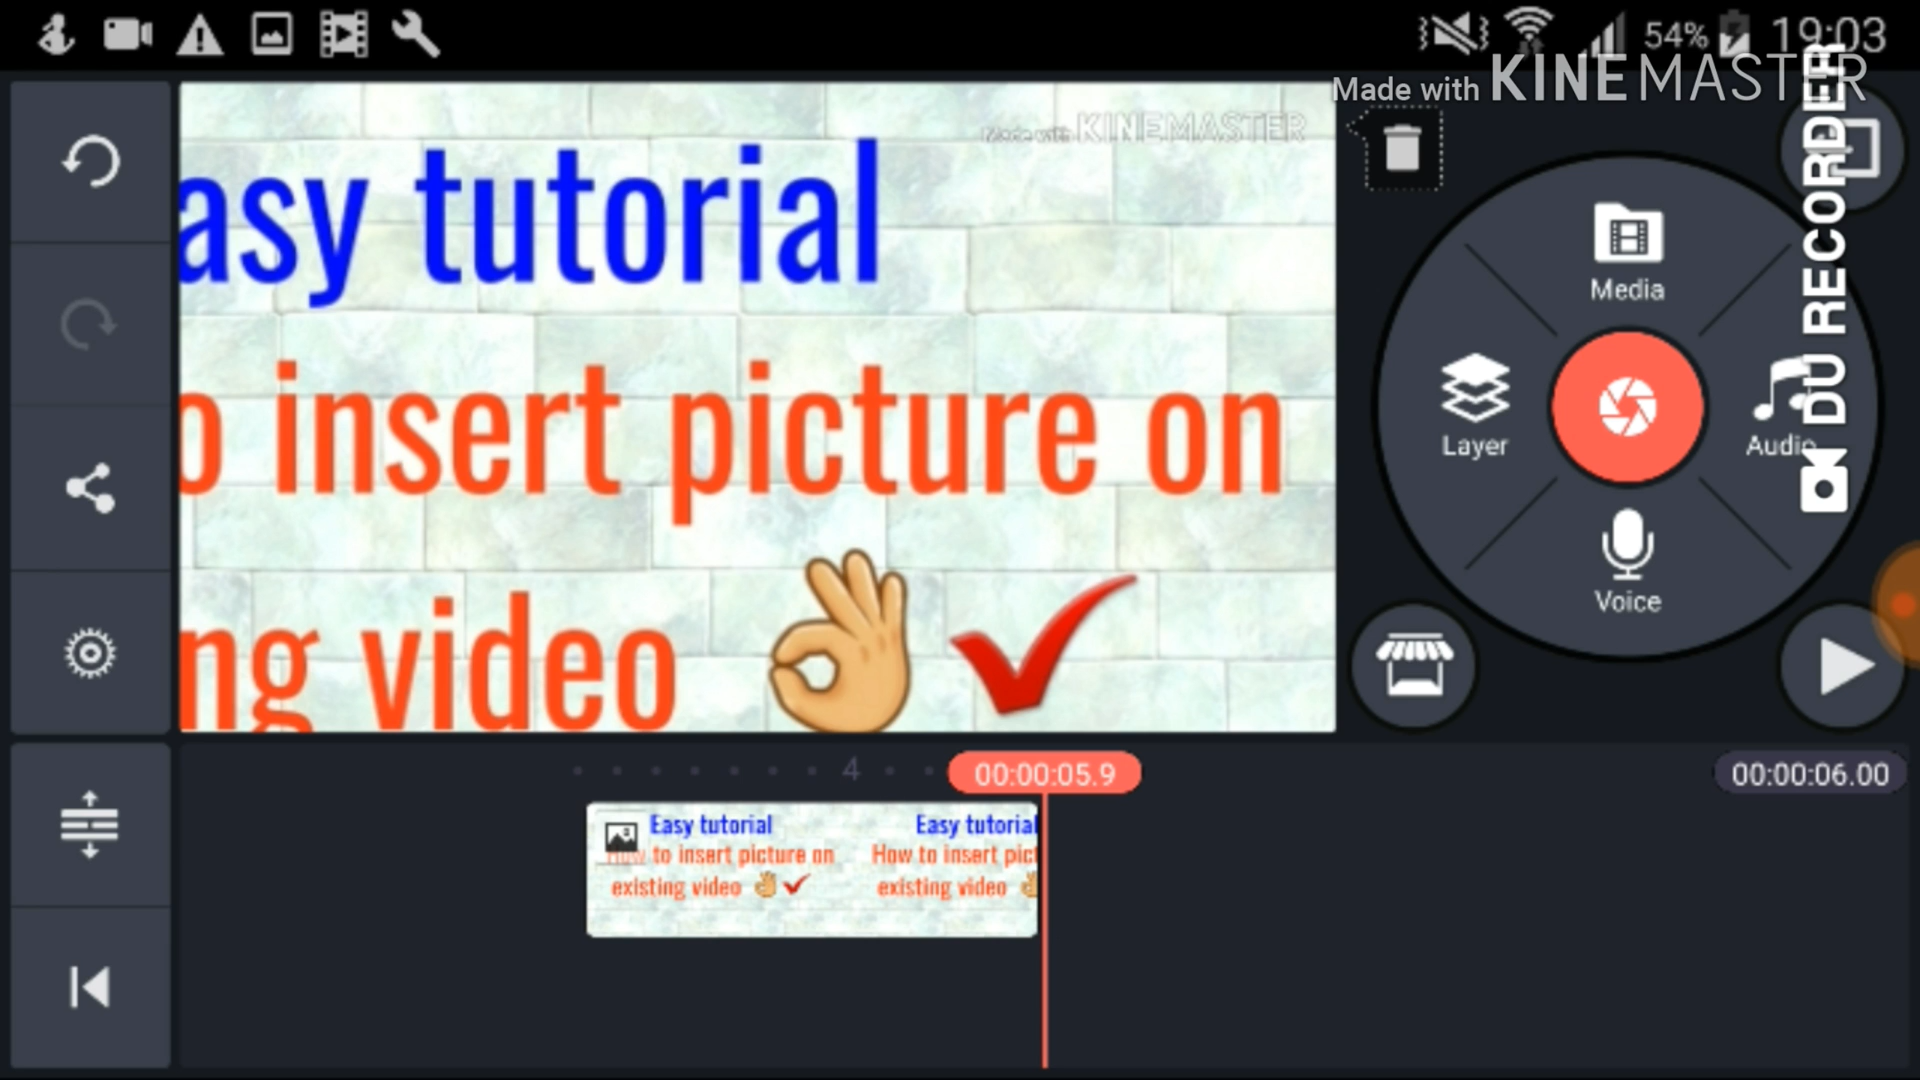 54% 19:03
Made with KINEMASTER
DU RECORDER
Made with KINEMASTER
asy tutorial
o insert picture on
ng video
Media
Layer
Audio
Voice
4
00:00:05.9
00:00:06.00
Easy tutorial
How to insert picture on
existing video
Easy tutorial
How to insert pict
existing video